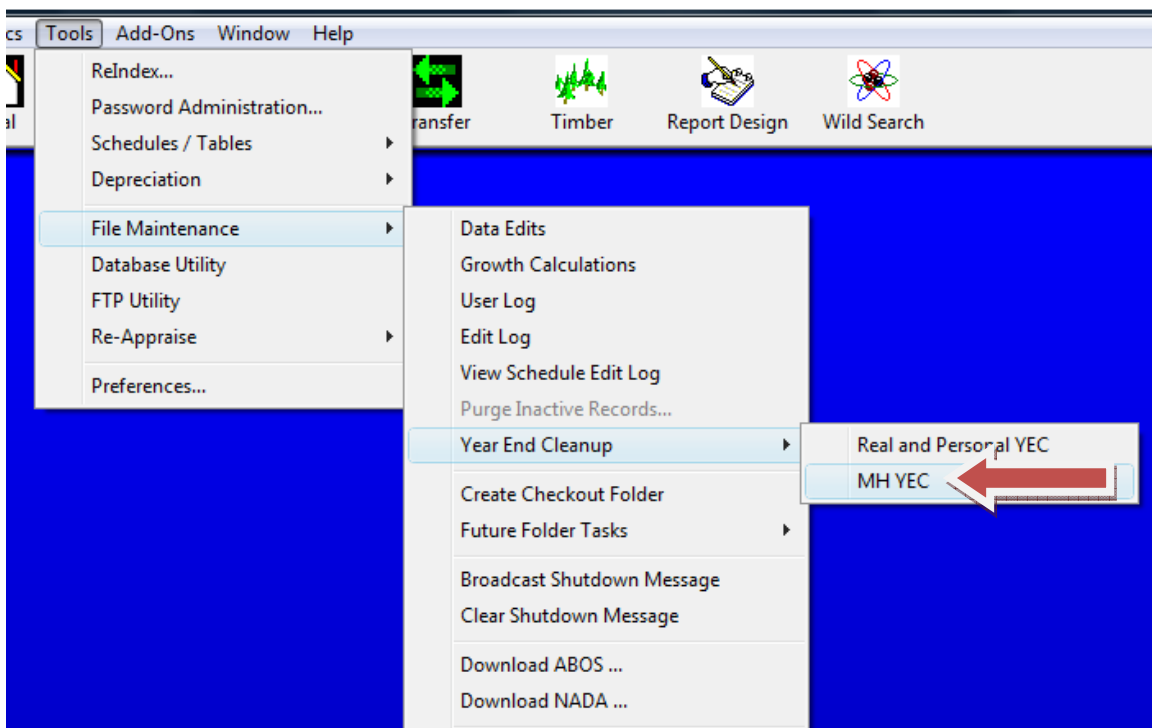 cs Tools Add-Ons Window Help
al ransfer Timber Report Design Wild Search
ReIndex...
Password Administration...
Schedules / Tables
Depreciation
File Maintenance
Database Utility
FTP Utility
Re-Appraise
Preferences...
Data Edits
Growth Calculations
User Log
Edit Log
View Schedule Edit Log
Purge Inactive Records...
Year End Cleanup
Create Checkout Folder
Future Folder Tasks
Broadcast Shutdown Message
Clear Shutdown Message
Download ABOS ...
Download NADA ...
Real and Personal YEC
MH YEC